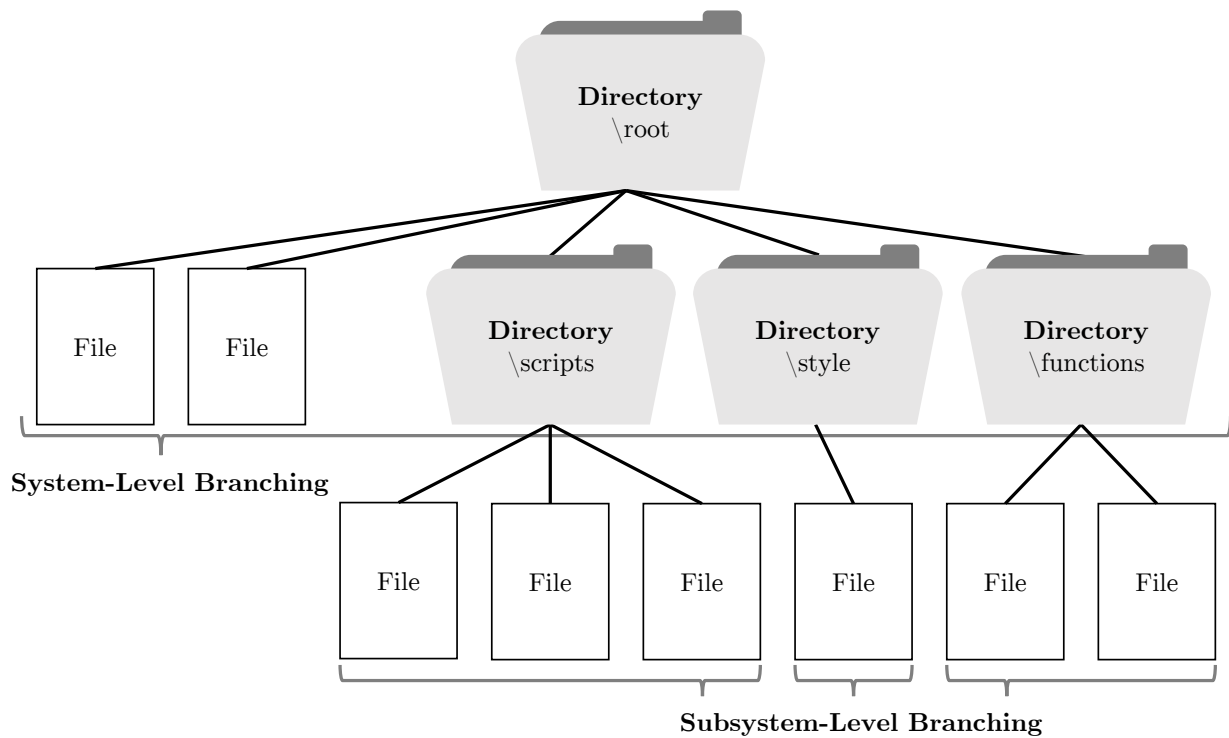 Directory
\root
File
File
Directory
\scripts
Directory
\style
Directory
\functions
System-Level Branching
File
File
File
File
File
File
Subsystem-Level Branching